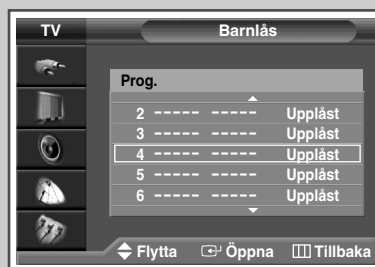 TV Barnlås
Prog.
2 ----- ----- Upplåst
3 ----- ----- Upplåst
4 ----- ----- Upplåst
5 ----- ----- Upplåst
6 ----- ----- Upplåst
Flytta Öppna Tillbaka